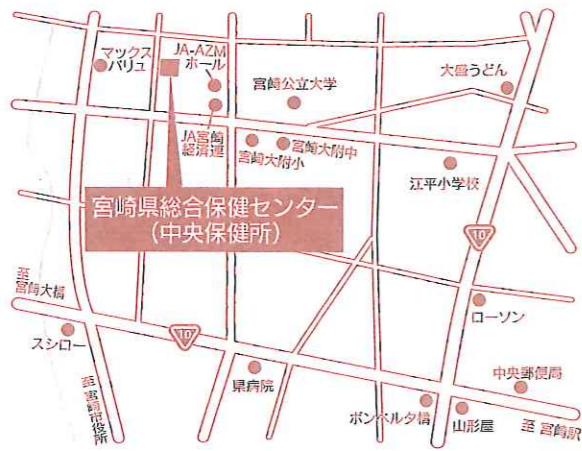 マックス
バリュ
JA-AZM
ホール
宮崎公立大学
大盛うどん
JA宮崎
経済連
宮崎大附小
宮崎大附中
江平小学校
宮崎県総合保健センター
(中央保健所)
10
至
宮崎大橋
ローソン
スシロー
10
県病院
中央郵便局
至 宮崎市役所
ボンベルタ橘
山形屋
至 宮崎駅